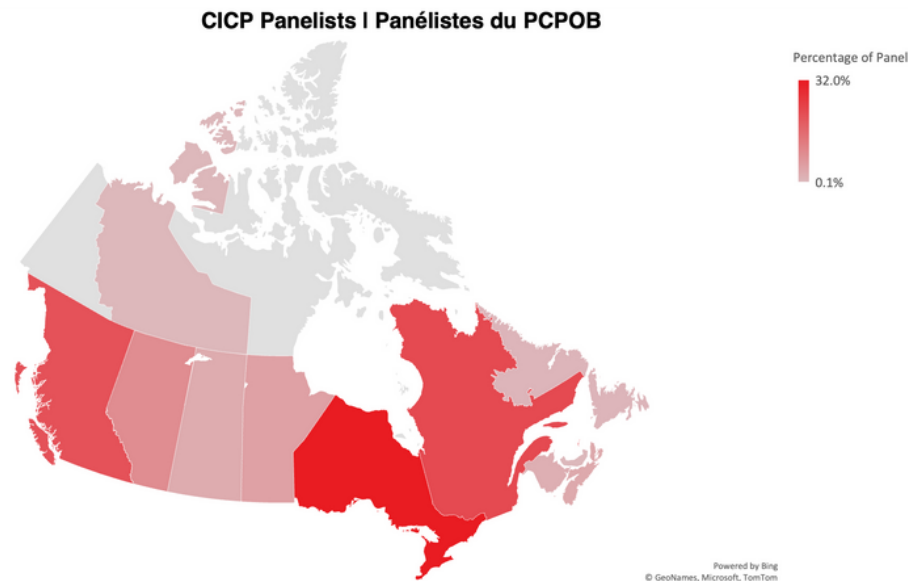 CICP Panelists I Panélistes du PCPOB
Percentage of Panel
32.0%
0.1%
Powered by Bing
© GeoNames, Microsoft, TomTom